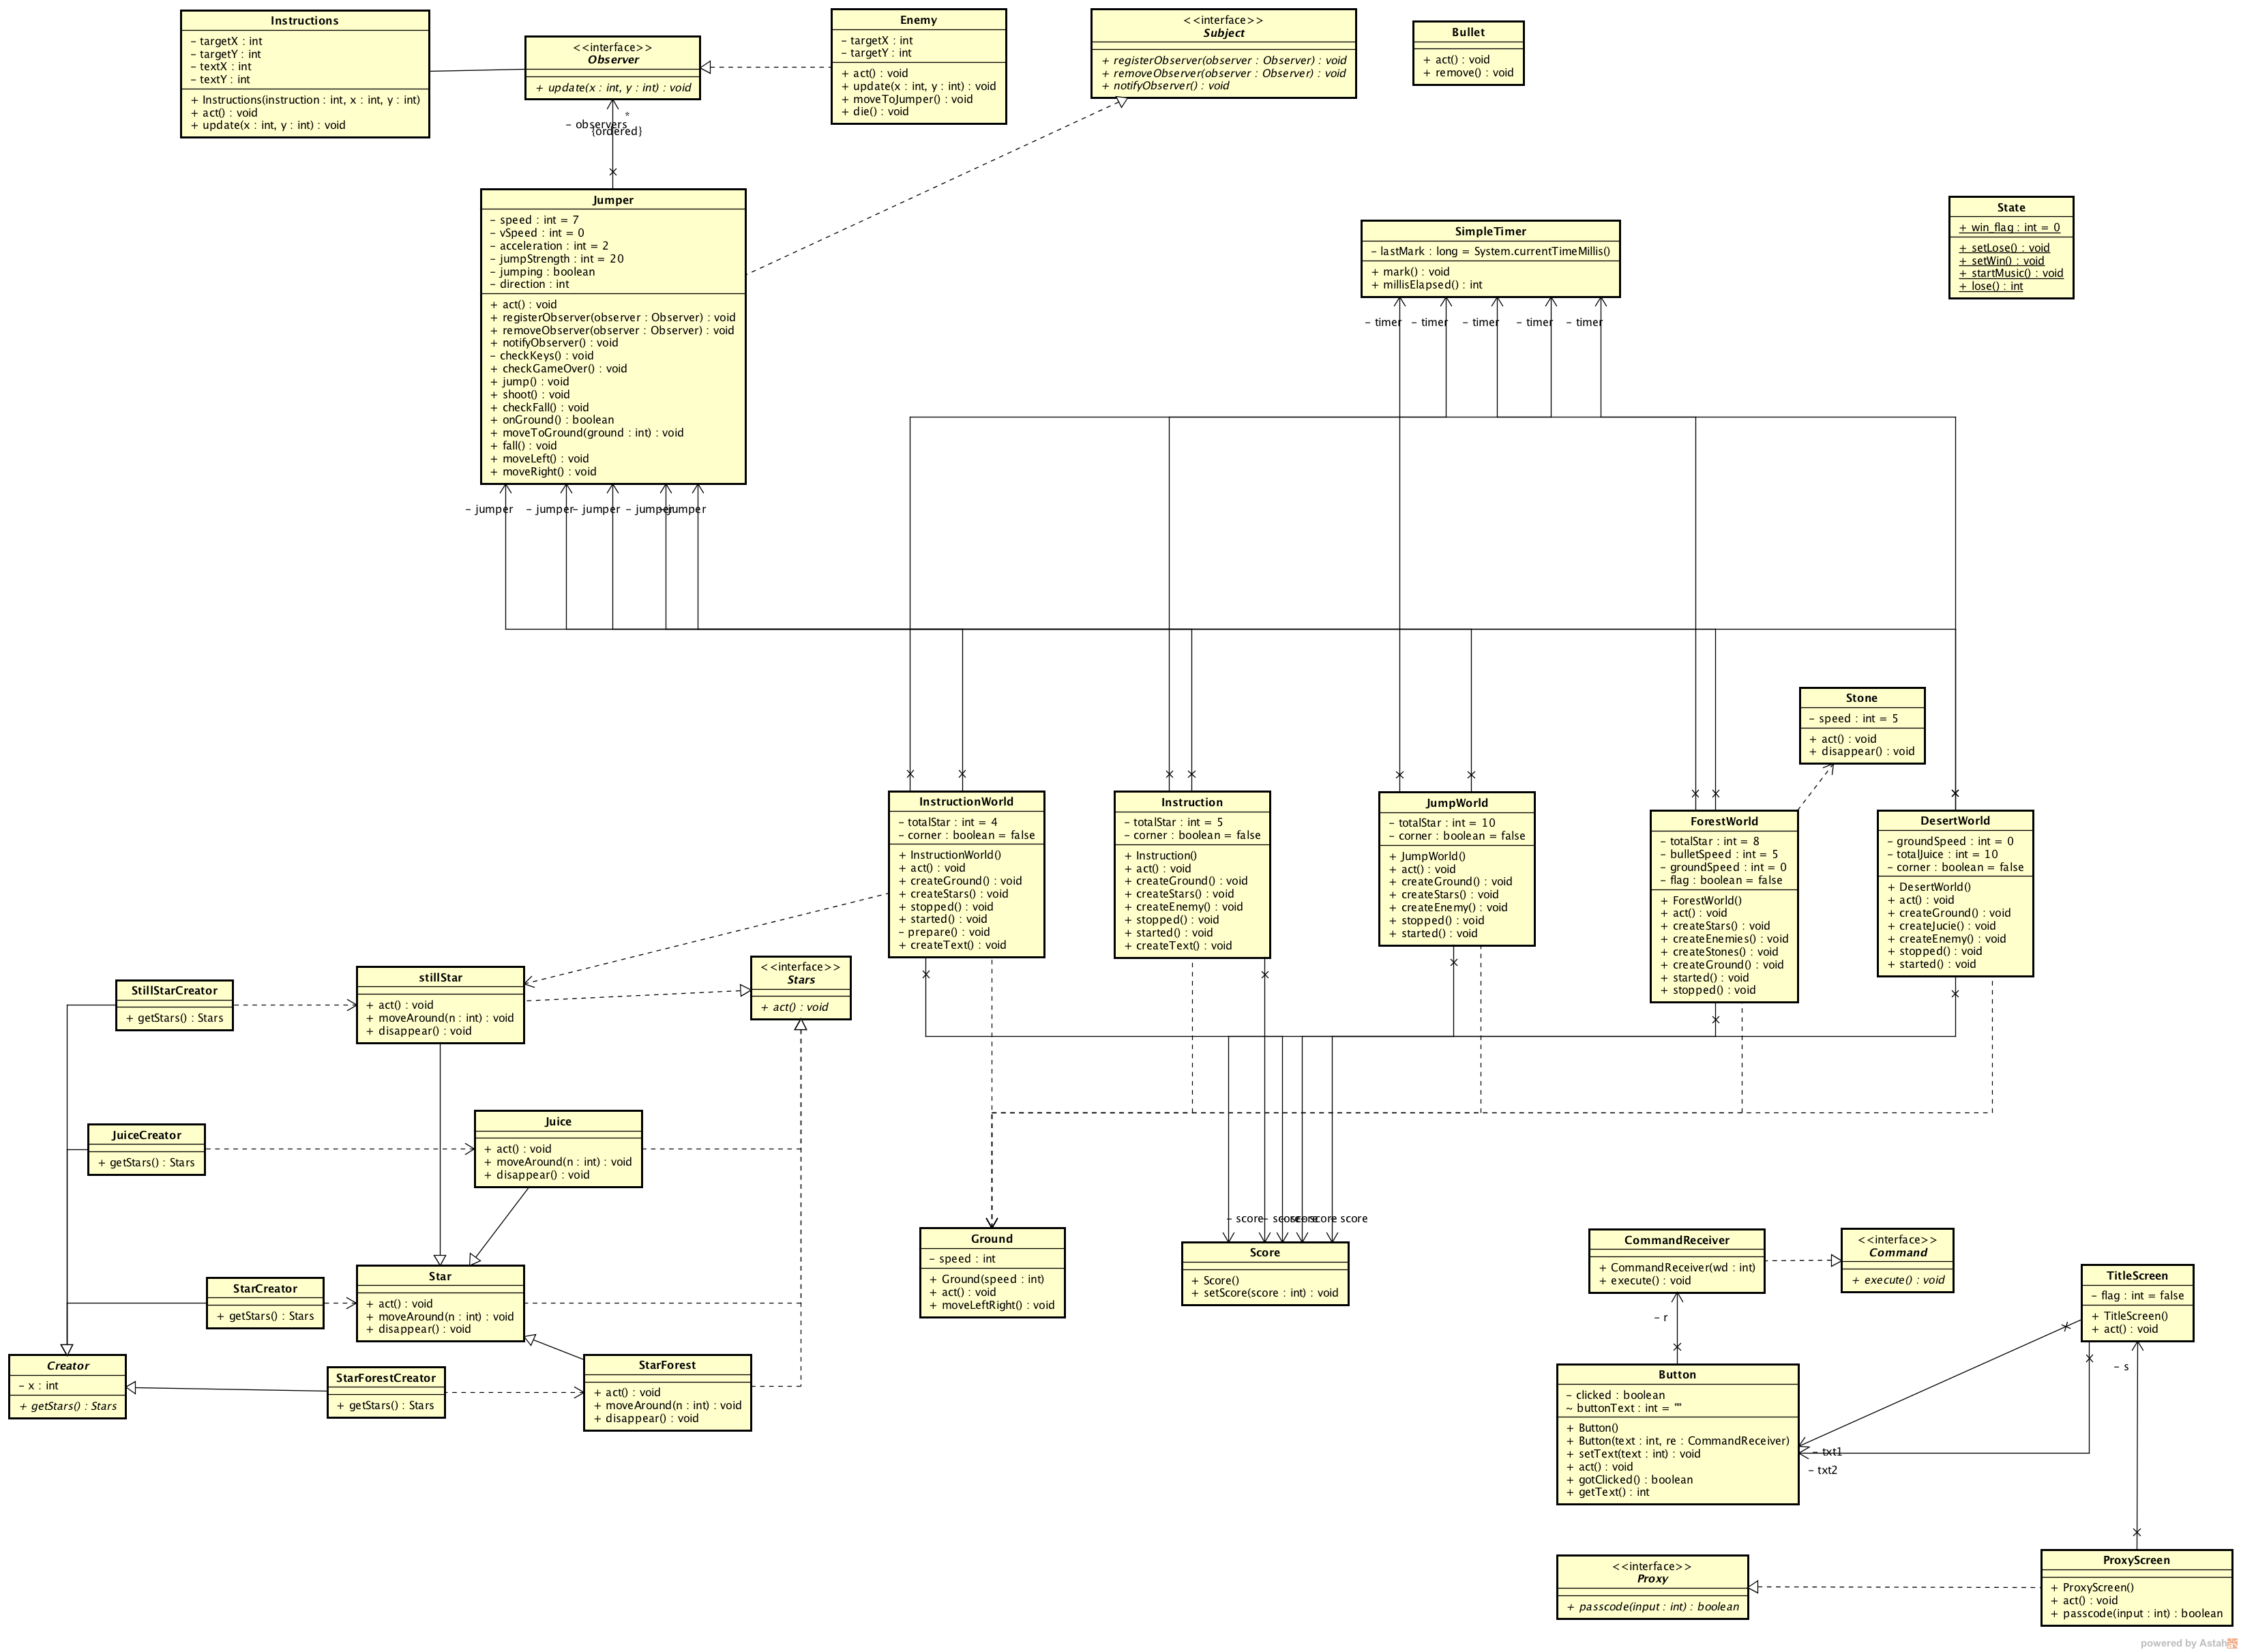 Instructions
– targetX : int
– targetY : int
– textX : int
– textY : int
+ Instructions(instruction : int, x : int, y : int)
+ act() : void
+ update(x : int, y : int) : void
<<interface>>
Observer
+ update(x : int, y : int) : void
Enemy
– targetX : int
– targetY : int
+ act() : void
+ update(x : int, y : int) : void
+ moveToJumper() : void
+ die() : void
<<interface>>
Subject
+ registerObserver(observer : Observer) : void
+ removeObserver(observer : Observer) : void
+ notifyObserver() : void
Bullet
+ act() : void
+ remove() : void
*
– observers
{ordered}
Jumper
– speed : int = 7
– vSpeed : int = 0
– acceleration : int = 2
– jumpStrength : int = 20
– jumping : boolean
– direction : int
+ act() : void
+ registerObserver(observer : Observer) : void
+ removeObserver(observer : Observer) : void
+ notifyObserver() : void
– checkKeys() : void
+ checkGameOver() : void
+ jump() : void
+ shoot() : void
+ checkFall() : void
+ onGround() : boolean
+ moveToGround(ground : int) : void
+ fall() : void
+ moveLeft() : void
+ moveRight() : void
SimpleTimer
– lastMark : long = System.currentTimeMillis()
+ mark() : void
+ millisElapsed() : int
State
+ win_flag : int = 0
+ setLose() : void
+ setWin() : void
+ startMusic() : void
+ lose() : int
– timer
– timer
– timer
– timer
– timer
– jumper
– jumper
– jumper
– jumper
– jumper
Stone
– speed : int = 5
+ act() : void
+ disappear() : void
InstructionWorld
– totalStar : int = 4
– corner : boolean = false
+ InstructionWorld()
+ act() : void
+ createGround() : void
+ createStars() : void
+ stopped() : void
+ started() : void
– prepare() : void
+ createText() : void
Instruction
– totalStar : int = 5
– corner : boolean = false
+ Instruction()
+ act() : void
+ createGround() : void
+ createStars() : void
+ createEnemy() : void
+ stopped() : void
+ started() : void
+ createText() : void
JumpWorld
– totalStar : int = 10
– corner : boolean = false
+ JumpWorld()
+ act() : void
+ createGround() : void
+ createStars() : void
+ createEnemy() : void
+ stopped() : void
+ started() : void
ForestWorld
– totalStar : int = 8
– bulletSpeed : int = 5
– groundSpeed : int = 0
– flag : boolean = false
+ ForestWorld()
+ act() : void
+ createStars() : void
+ createEnemies() : void
+ createStones() : void
+ createGround() : void
+ started() : void
+ stopped() : void
DesertWorld
– groundSpeed : int = 0
– totalJuice : int = 10
– corner : boolean = false
+ DesertWorld()
+ act() : void
+ createGround() : void
+ createJucie() : void
+ createEnemy() : void
+ stopped() : void
+ started() : void
StillStarCreator
+ getStars() : Stars
stillStar
+ act() : void
+ moveAround(n : int) : void
+ disappear() : void
<<interface>>
Stars
+ act() : void
JuiceCreator
+ getStars() : Stars
Juice
+ act() : void
+ moveAround(n : int) : void
+ disappear() : void
StarCreator
+ getStars() : Stars
Star
+ act() : void
+ moveAround(n : int) : void
+ disappear() : void
Creator
– x : int
+ getStars() : Stars
StarForestCreator
+ getStars() : Stars
StarForest
+ act() : void
+ moveAround(n : int) : void
+ disappear() : void
Ground
– speed : int
+ Ground(speed : int)
+ act() : void
+ moveLeftRight() : void
– score
– score
score
score
score
Score
+ Score()
+ setScore(score : int) : void
CommandReceiver
+ CommandReceiver(wd : int)
+ execute() : void
<<interface>>
Command
+ execute() : void
TitleScreen
– flag : int = false
+ TitleScreen()
+ act() : void
– r
– s
Button
– clicked : boolean
~ buttonText : int = ""
+ Button()
+ Button(text : int, re : CommandReceiver)
+ setText(text : int) : void
+ act() : void
+ gotClicked() : boolean
+ getText() : int
– txt1
– txt2
<<interface>>
Proxy
+ passcode(input : int) : boolean
ProxyScreen
+ ProxyScreen()
+ act() : void
+ passcode(input : int) : boolean
powered by Astah